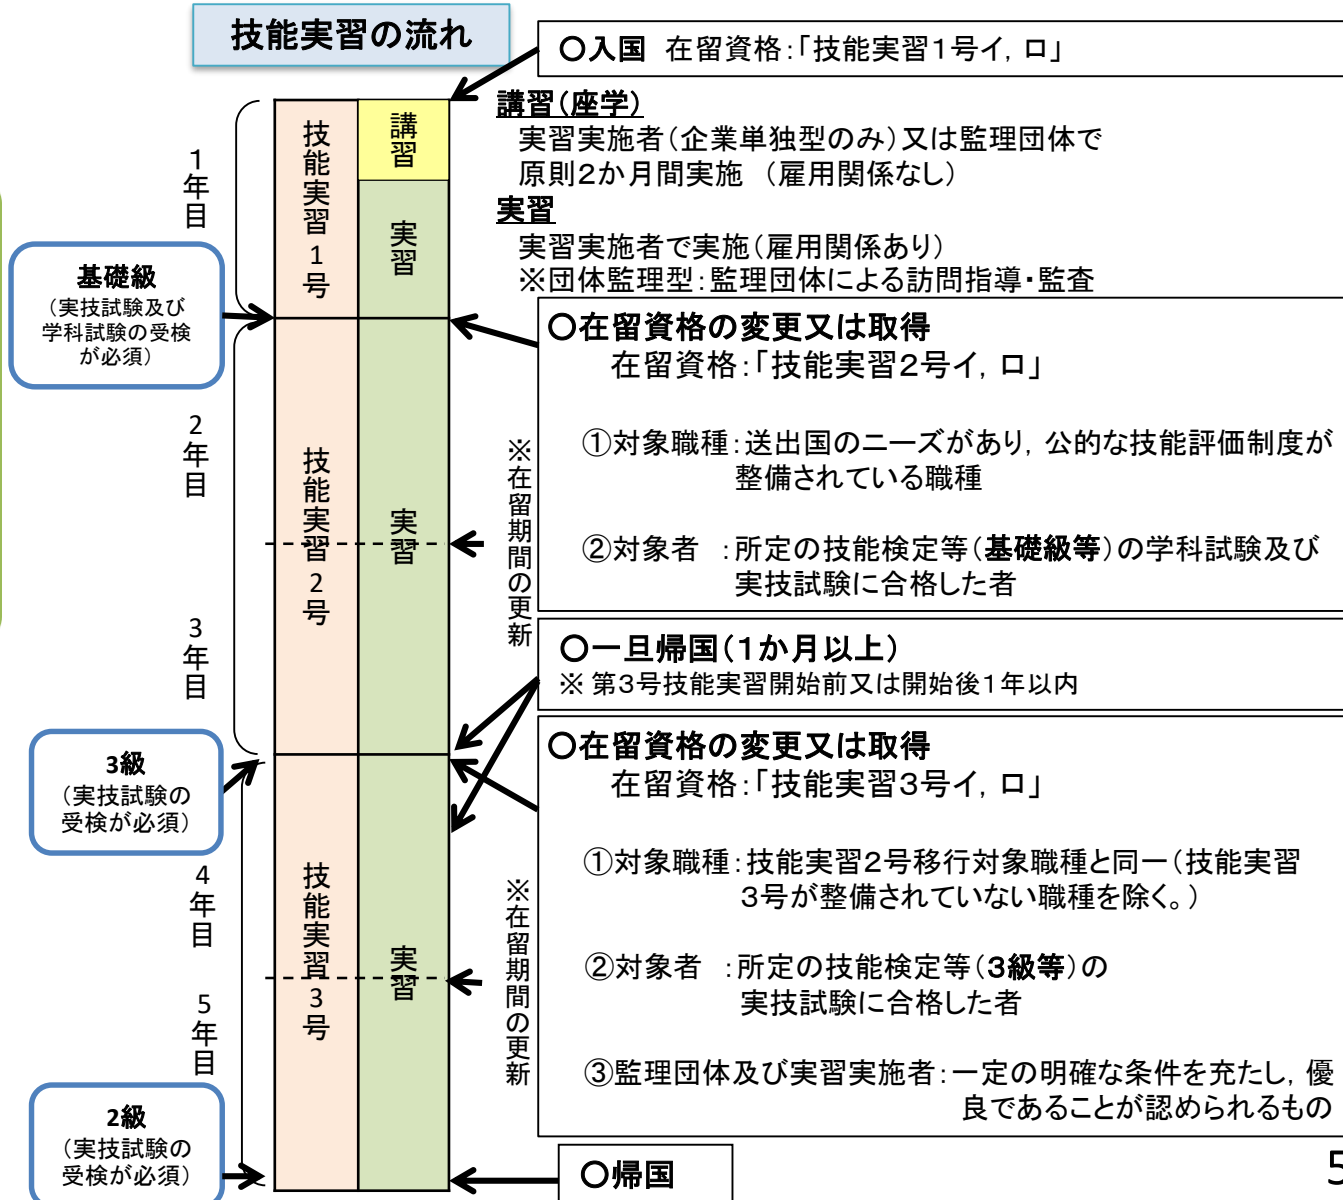 技能実習の流れ
○入国 在留資格:「技能実習1号イ, ロ」
講習(座学)
実習実施者(企業単独型のみ)又は監理団体で
原則2か月間実施 (雇用関係なし)
実習
実習実施者で実施(雇用関係あり)
※団体監理型:監理団体による訪問指導・監査
1年目
技能実習1号
講習
実習
基礎級
(実技試験及び
学科試験の受検
が必須)
○在留資格の変更又は取得
在留資格:「技能実習2号イ, ロ」
①対象職種:送出国のニーズがあり, 公的な技能評価制度が
整備されている職種
②対象者 :所定の技能検定等(基礎級等)の学科試験及び
実技試験に合格した者
2年目
技能実習2号
実習
※在留期間の更新
3年目
○一旦帰国(1か月以上)
※ 第3号技能実習開始前又は開始後1年以内
3級
(実技試験の
受検が必須)
○在留資格の変更又は取得
在留資格:「技能実習3号イ, ロ」
①対象職種:技能実習2号移行対象職種と同一(技能実習
3号が整備されていない職種を除く。)
②対象者 :所定の技能検定等(3級等)の
実技試験に合格した者
③監理団体及び実習実施者:一定の明確な条件を充たし, 優
良であることが認められるもの
4年目
技能実習3号
実習
※在留期間の更新
5年目
2級
(実技試験の
受検が必須)
○帰国
5